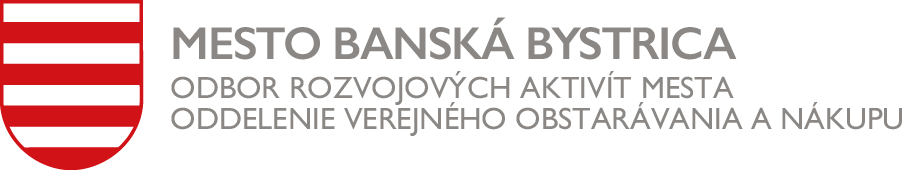 MESTO BANSKÁ BYSTRICA
ODBOR ROZVOJOVÝCH AKTIVÍT MESTA
ODDELENIE VEREJNÉHO OBSTARÁVANIA A NÁKUPU